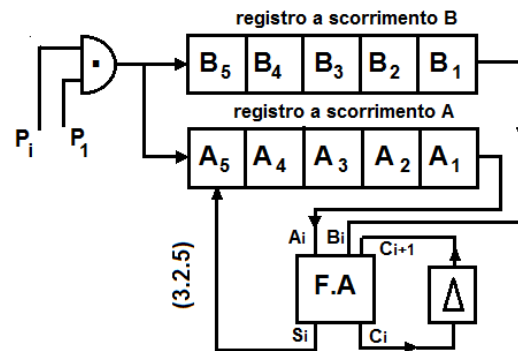 registro a scorrimento B
B5 B4 B3 B2 B1
Pi P1
registro a scorrimento A
A5 A4 A3 A2 A1
(3.2.5)
Ai Bi Ci+1
F.A Δ
Si Ci